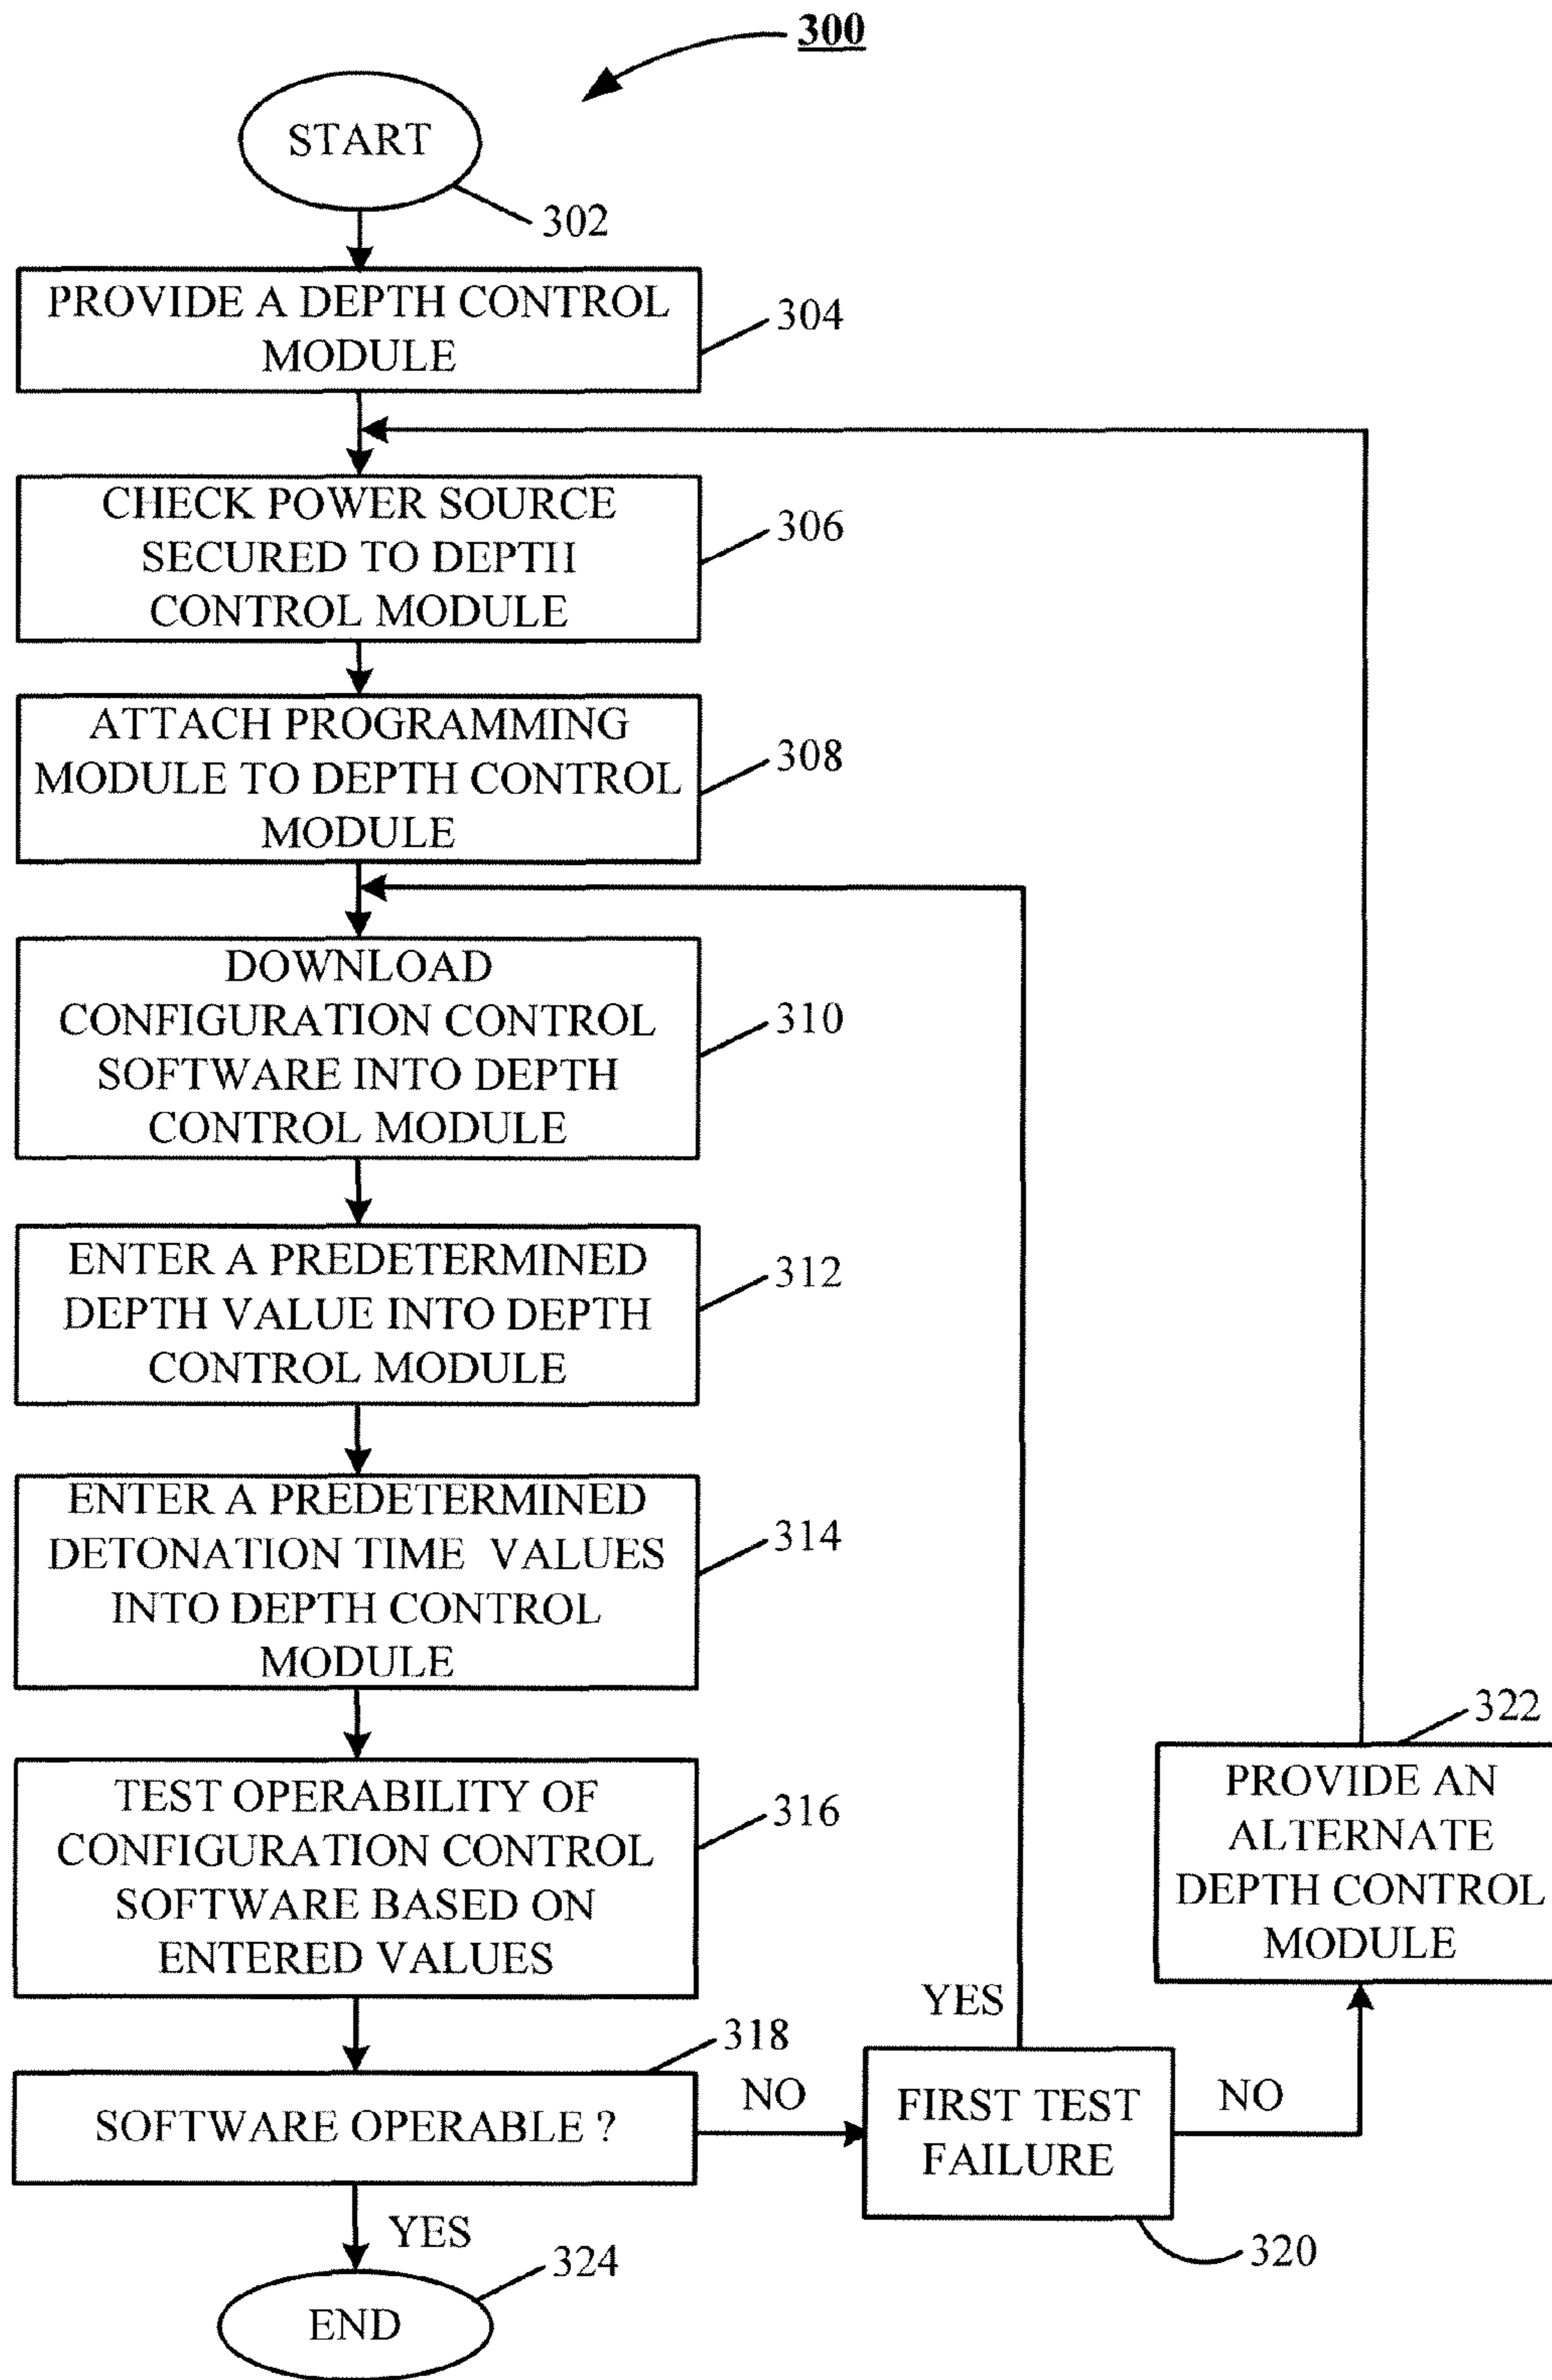 300
START
302
PROVIDE A DEPTH CONTROL
MODULE
304
CHECK POWER SOURCE
SECURED TO DEPTH
CONTROL MODULE
306
ATTACH PROGRAMMING
MODULE TO DEPTH CONTROL
MODULE
308
DOWNLOAD
CONFIGURATION CONTROL
SOFTWARE INTO DEPTH
CONTROL MODULE
310
ENTER A PREDETERMINED
DEPTH VALUE INTO DEPTH
CONTROL MODULE
312
ENTER A PREDETERMINED
DETONATION TIME VALUES
INTO DEPTH CONTROL
MODULE
314
TEST OPERABILITY OF
CONFIGURATION CONTROL
SOFTWARE BASED ON
ENTERED VALUES
316
SOFTWARE OPERABLE ?
318
NO
YES
FIRST TEST
FAILURE
320
YES
NO
322
PROVIDE AN
ALTERNATE
DEPTH CONTROL
MODULE
END
324